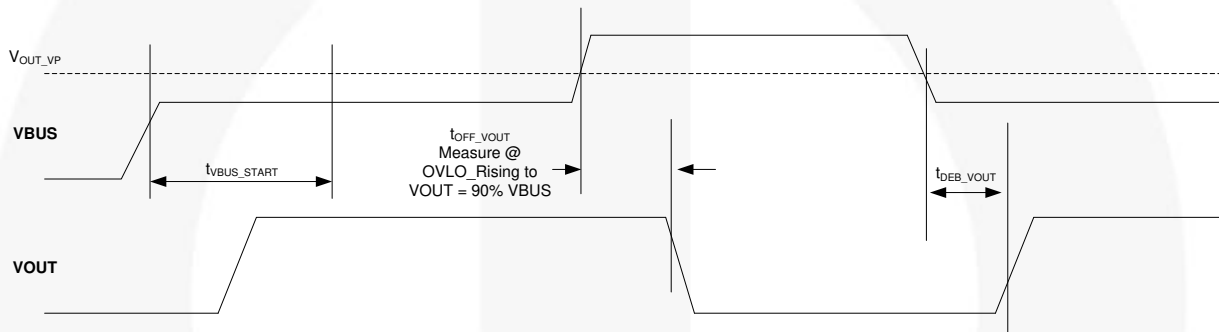 VOUT_VP
VBUS
tVBUS_START
tOFF_VOUT
Measure @
OVLO_Rising to
VOUT = 90% VBUS
tDEB_VOUT
VOUT